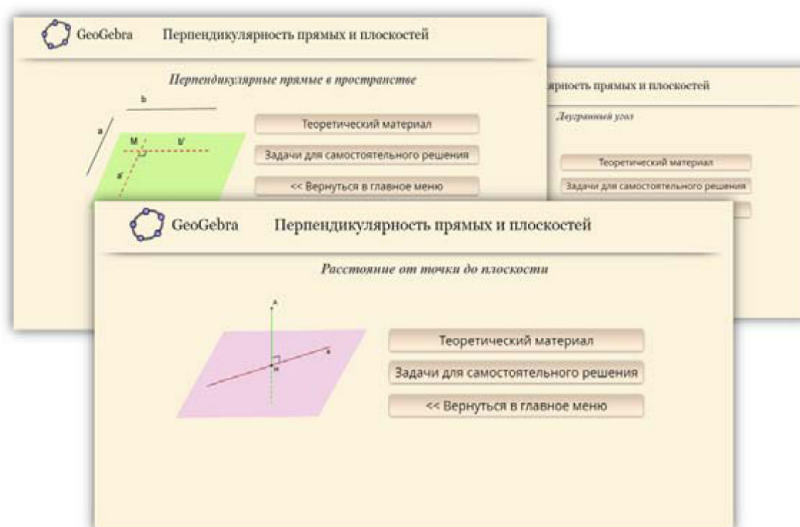 GeoGebra Перпендикулярность прямых и плоскостей
Перпендикулярные прямые в пространстве
b
a
M b'
a'
Теоретический материал
Задачи для самостоятельного решения
<< Вернуться в главное меню
ярность прямых и плоскостей
Двугранный угол
Теоретический материал
Задачи для самостоятельного решения
GeoGebra Перпендикулярность прямых и плоскостей
Расстояние от точки до плоскости
A
a
H
Теоретический материал
Задачи для самостоятельного решения
<< Вернуться в главное меню